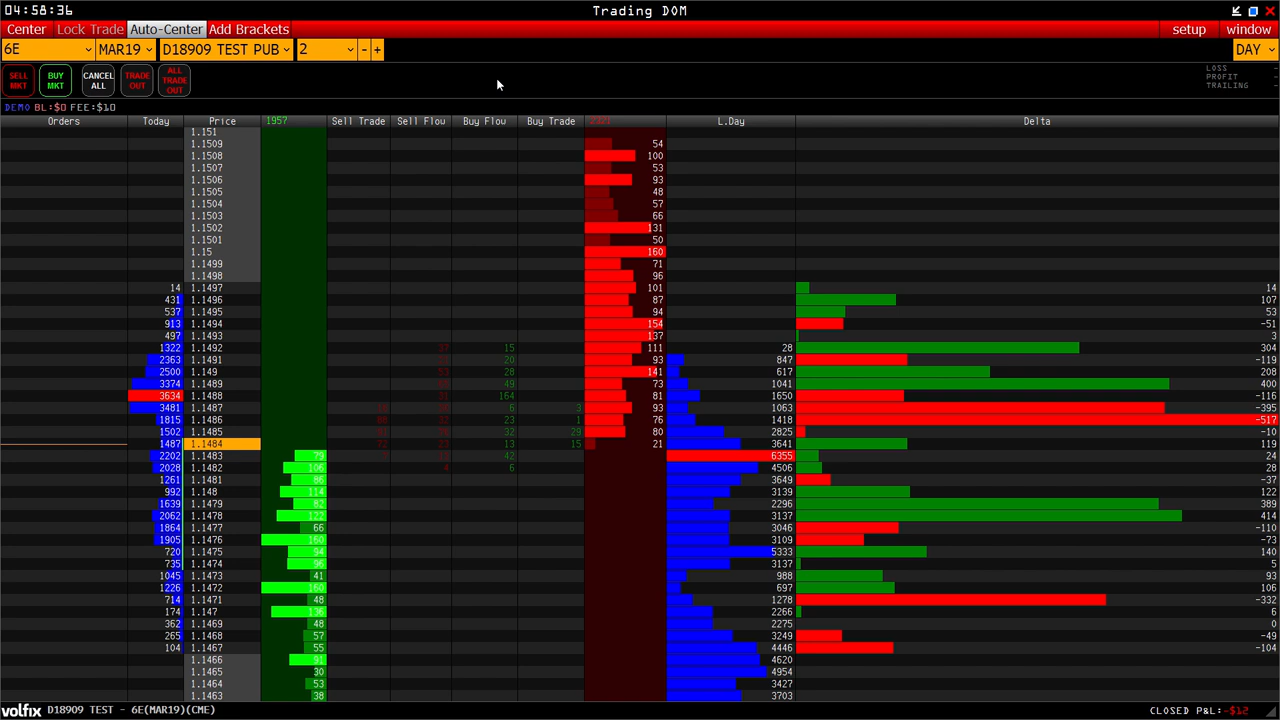 04:58:36 Trading DOM
Center Lock Trade Auto-Center Add Brackets setup window
6E MAR19 D18909 TEST PUB 2 - + DAY
SELL MKT BUY MKT CANCEL ALL TRADE OUT ALL TRADE OUT
LOSS -
PROFIT -
TRAILING -
DEMO BL:$0 FEE:$10
Orders Today Price 1957 Sell Trade Sell Flow Buy Flow Buy Trade L.Day Delta
1.151
1.1509 54
1.1508 100
1.1507 53
1.1506 93
1.1505 48
1.1504 57
1.1503 66
1.1502 131
1.1501 50
1.15 160
1.1499 71
1.1498 96
14 1.1497 101 14
431 1.1496 87 107
537 1.1495 94 53
913 1.1494 154 -51
497 1.1493 137 3
1322 1.1492 15 111 28 304
2363 1.1491 20 93 847 -119
2500 1.149 28 141 617 208
3374 1.1489 49 73 1041 400
3634 1.1488 164 81 1650 -116
3481 1.1487 6 3 93 1063 -395
1815 1.1486 23 1 76 1418 -517
1502 1.1485 32 29 80 2825 -10
1487 1.1484 13 15 21 3641 119
2202 1.1483 79 42 6355 24
2028 1.1482 106 4 6 4506 28
1261 1.1481 86 3649 -37
992 1.148 114 3139 122
1639 1.1479 82 2296 389
2062 1.1478 122 3137 414
1864 1.1477 66 3046 -110
1905 1.1476 160 3109 -73
720 1.1475 94 5333 140
735 1.1474 96 3137 5
1045 1.1473 41 988 93
1226 1.1472 160 697 106
714 1.1471 48 1278 -332
174 1.147 136 2266 6
362 1.1469 48 2275 0
265 1.1468 57 3249 -49
104 1.1467 55 4446 -104
1.1466 91 4620
1.1465 30 4954
1.1464 53 3427
1.1463 38 3703
volfix D18909 TEST - 6E(MAR19)(CME) CLOSED P&L:-$12